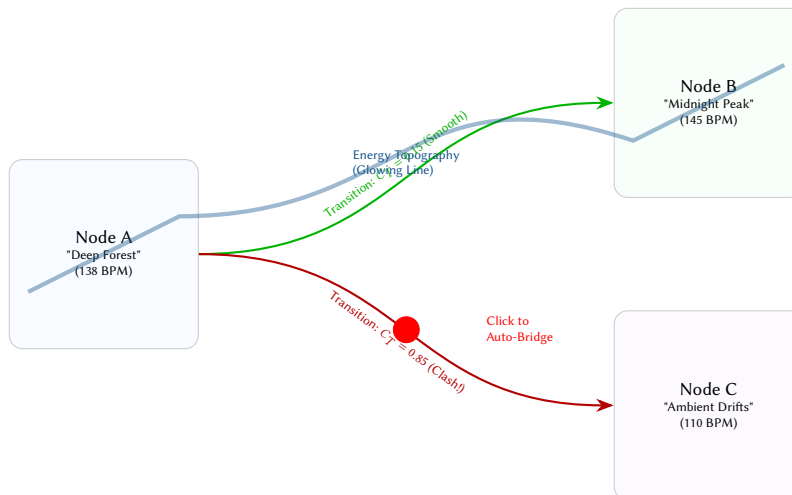 Node B
"Midnight Peak"
(145 BPM)
Transition: CT = 0.15 (Smooth)
Energy Topography
(Glowing Line)
Node A
"Deep Forest"
(138 BPM)
Transition: CT = 0.85 (Clash!)
Click to
Auto-Bridge
Node C
"Ambient Drifts"
(110 BPM)